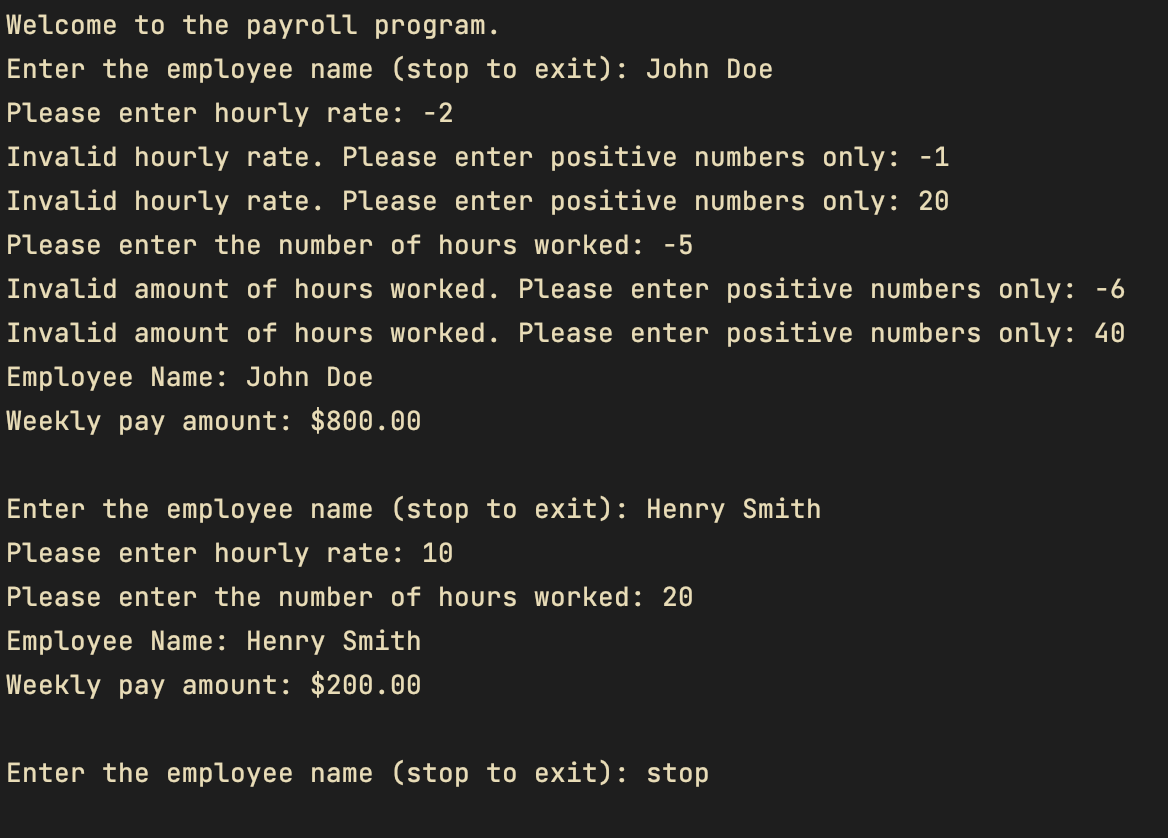 Welcome to the payroll program.
Enter the employee name (stop to exit): John Doe
Please enter hourly rate: -2
Invalid hourly rate. Please enter positive numbers only: -1
Invalid hourly rate. Please enter positive numbers only: 20
Please enter the number of hours worked: -5
Invalid amount of hours worked. Please enter positive numbers only: -6
Invalid amount of hours worked. Please enter positive numbers only: 40
Employee Name: John Doe
Weekly pay amount: $800.00
Enter the employee name (stop to exit): Henry Smith
Please enter hourly rate: 10
Please enter the number of hours worked: 20
Employee Name: Henry Smith
Weekly pay amount: $200.00
Enter the employee name (stop to exit): stop